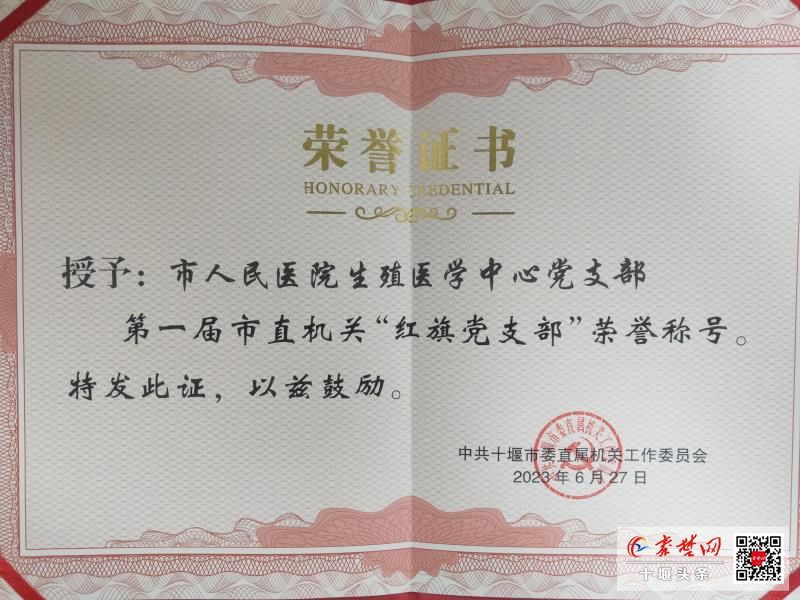 荣誉证书
HONORARY CREDENTIAL
授予：市人民医院生殖医学中心党支部
第一届市直机关“红旗党支部”荣誉称号。
特发此证，以兹鼓励。
中共十堰市委直属机关工作委员会
2023年6月27日
秦楚网
十堰头条